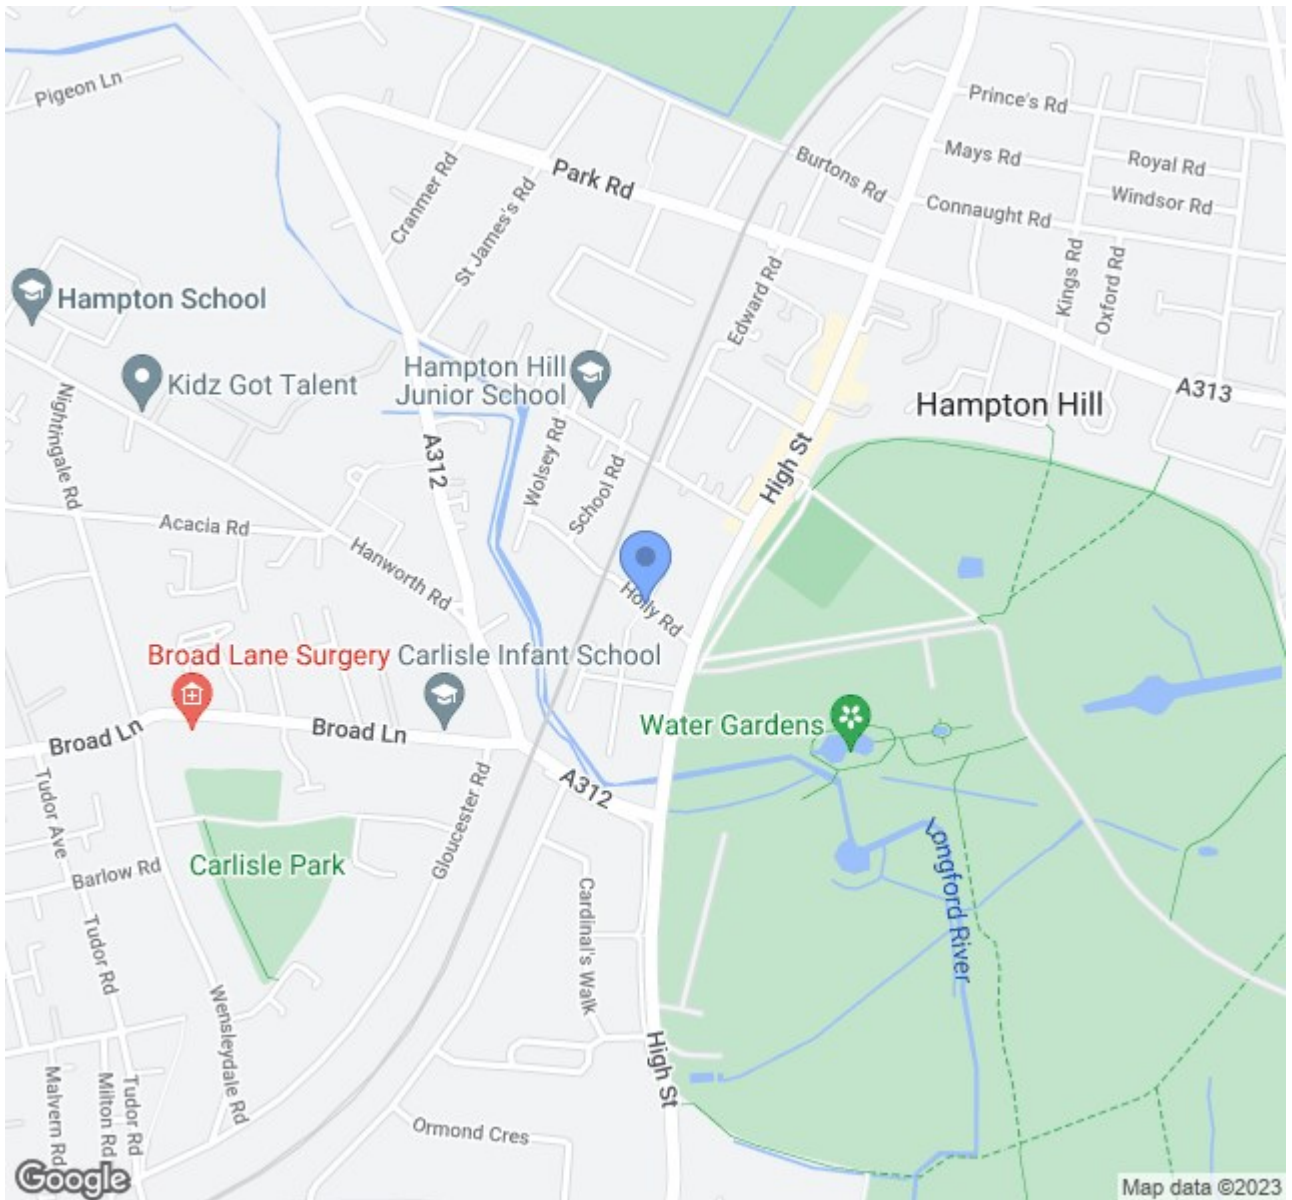 Pigeon Ln
Prince's Rd
Mays Rd
Royal Rd
Burtons Rd
Windsor Rd
Park Rd
Cranmer Rd
St James's Rd
Connaught Rd
Kings Rd
Oxford Rd
Edward Rd
Hampton School
Hampton Hill
Junior School
Kidz Got Talent
A313
Hampton Hill
Nightingale Rd
A312
Wolsey Rd
School Rd
High St
Acacia Rd
Hanworth Rd
Holly Rd
Broad Lane Surgery
Carlisle Infant School
Water Gardens
Broad Ln
Broad Ln
A312
Tudor Ave
Gloucester Rd
Carlisle Park
Barlow Rd
Longford River
Cardinal's Walk
Tudor Rd
Wensleydale Rd
High St
Malvern Rd
Milton Rd
Tudor Rd
Ormond Cres
Google
Map data ©2023